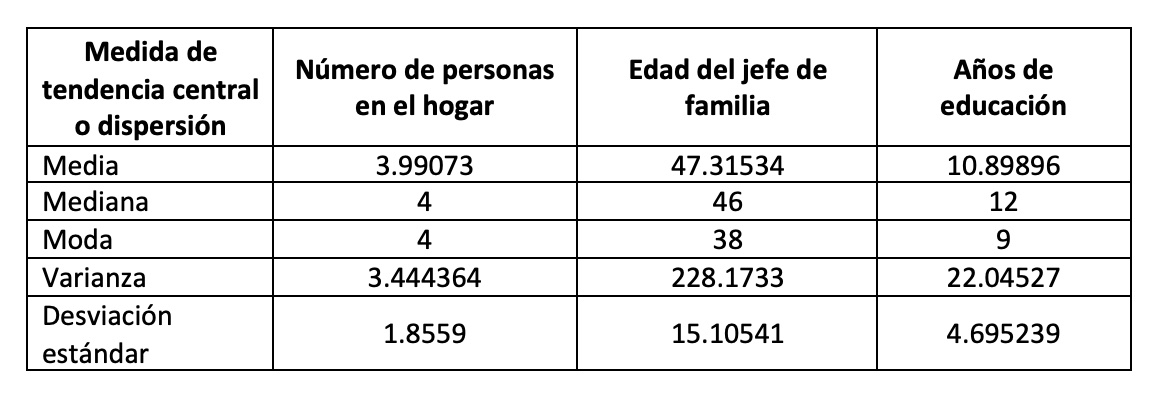 Medida de
tendencia central
o dispersión
Número de personas
en el hogar
Edad del jefe de
familia
Años de
educación
Media 3.99073 47.31534 10.89896
Mediana 4 46 12
Moda 4 38 9
Varianza 3.444364 228.1733 22.04527
Desviación
estándar
1.8559 15.10541 4.695239